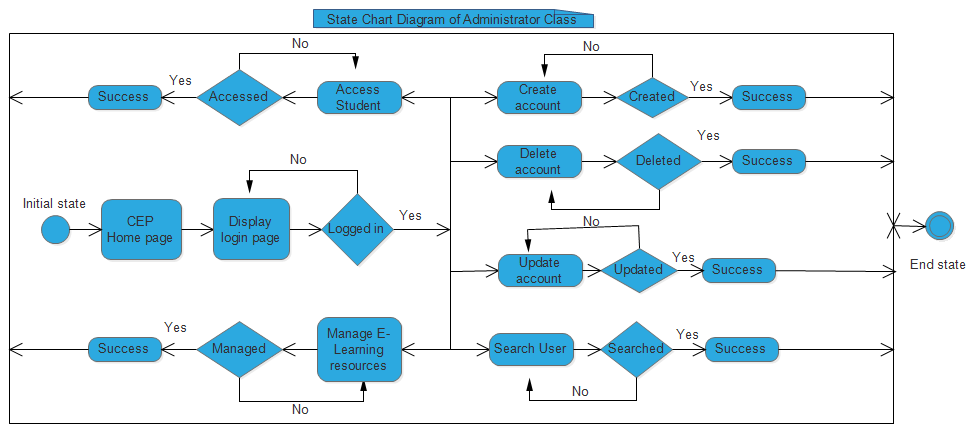 State Chart Diagram of Administrator Class
No
Yes
Success
Accessed
Access
Student
No
Create
account
Created
Yes
Success
Delete
account
Deleted
Yes
Success
Initial state
CEP
Home page
Display
login page
No
Logged in
Yes
No
Update
account
Updated
Yes
Success
End state
Yes
Success
Managed
Manage E-
Learning
resources
No
Search User
Searched
Yes
Success
No